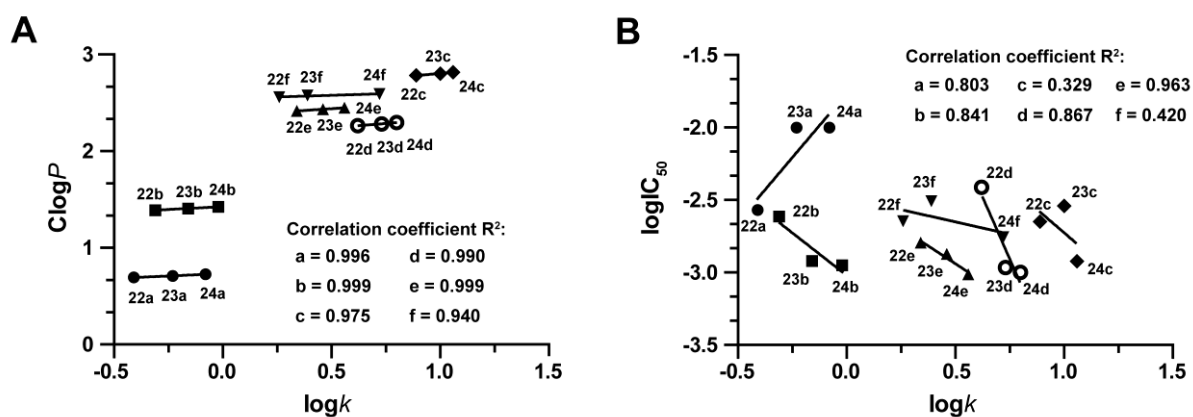 A
B
3
2
1
0
ClogP
-0.5
0.0
0.5
1.0
1.5
logk
22f
23f
24f
23c
22c
24c
22e
23e
24e
22d
23d
24d
22b
23b
24b
22a
23a
24a
Correlation coefficient R²:
a = 0.996 d = 0.990
b = 0.999 e = 0.999
c = 0.975 f = 0.940
-1.5
-2.0
-2.5
-3.0
-3.5
logIC₅₀
-0.5
0.0
0.5
1.0
1.5
logk
Correlation coefficient R²:
a = 0.803 c = 0.329 e = 0.963
b = 0.841 d = 0.867 f = 0.420
23a
24a
22a
22b
23b
24b
22f
23f
24f
22e
23e
24e
22d
23d
24d
22c
23c
24c